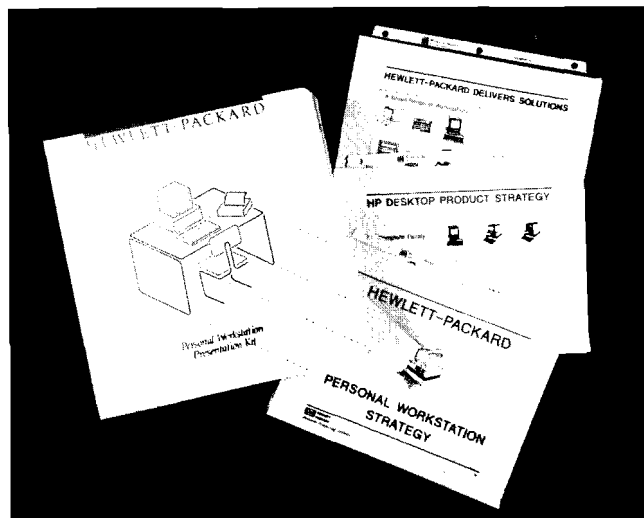 HEWLETT-PACKARD
Personal Workstation
Presentation Kit
HEWLETT-PACKARD DELIVERS SOLUTIONS
HP DESKTOP PRODUCT STRATEGY
HEWLETT-PACKARD
PERSONAL WORKSTATION
STRATEGY